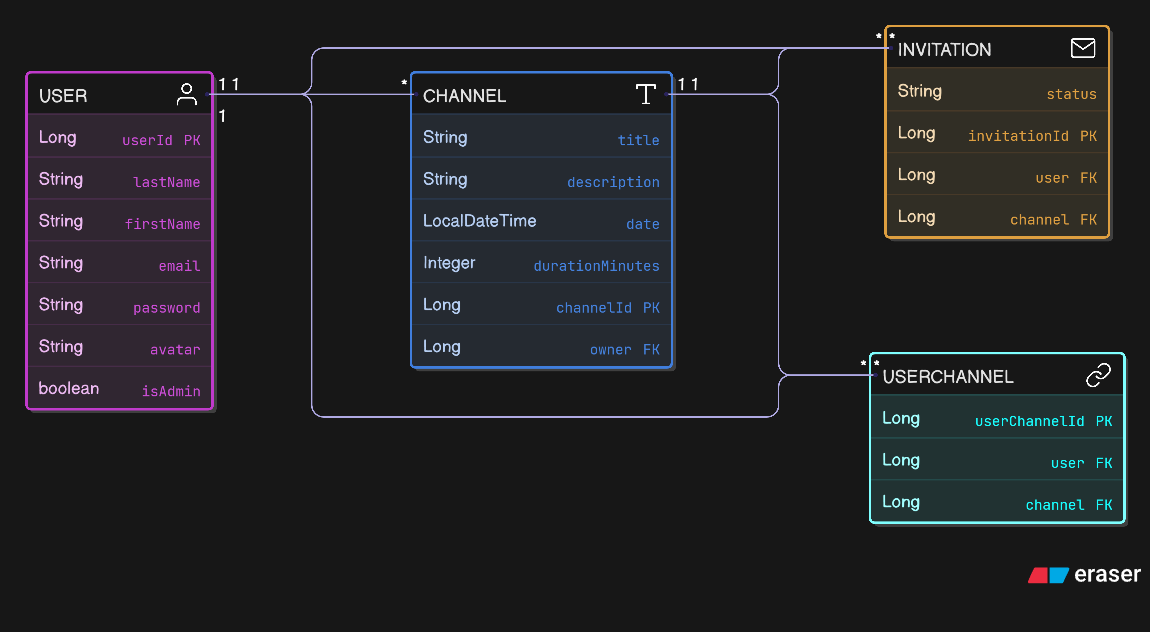 USER
1 1
1
Long userId PK
String lastName
String firstName
String email
String password
String avatar
boolean isAdmin
*
CHANNEL
1 1
String title
String description
LocalDateTime date
Integer durationMinutes
Long channelId PK
Long owner FK
* *
INVITATION
String status
Long invitationId PK
Long user FK
Long channel FK
* *
USERCHANNEL
Long userChannelId PK
Long user FK
Long channel FK
eraser